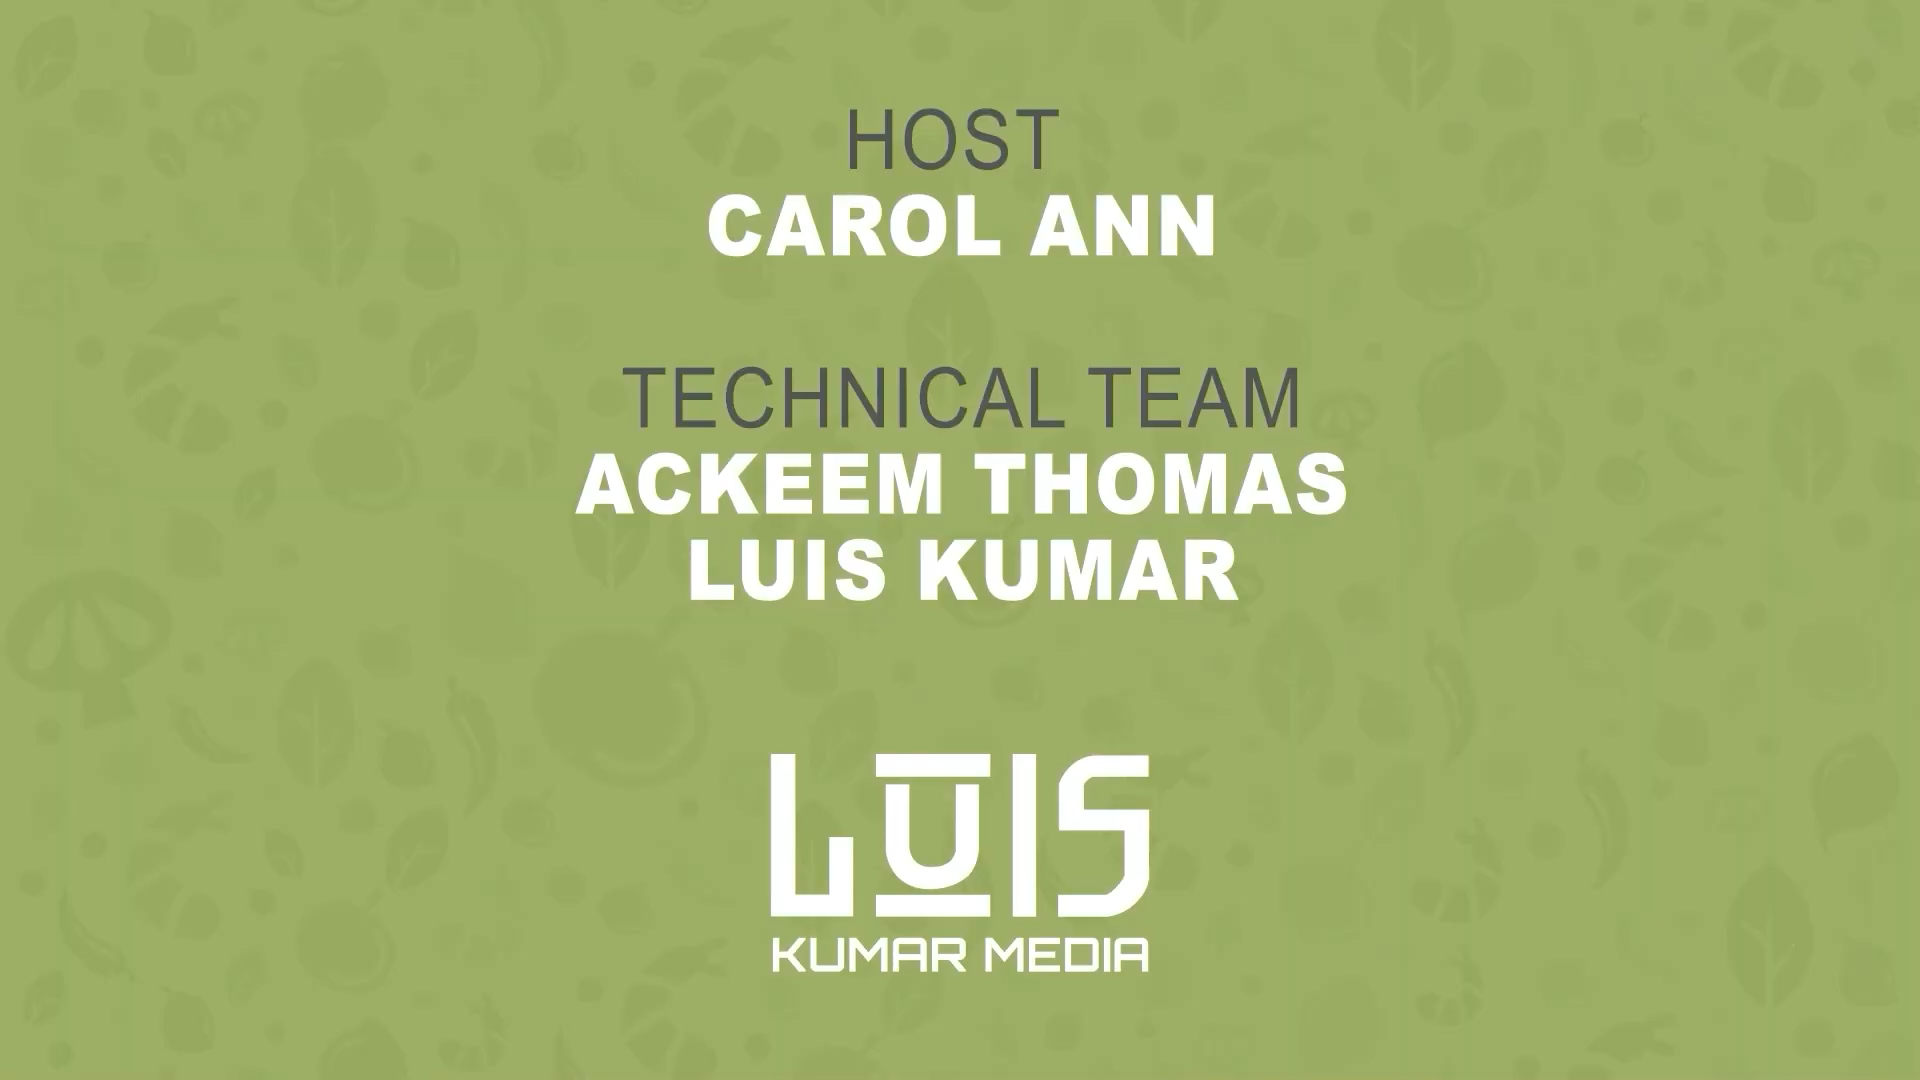 HOST
CAROL ANN
TECHNICAL TEAM
ACKEEM THOMAS
LUIS KUMAR
LUIS
KUMAR MEDIA